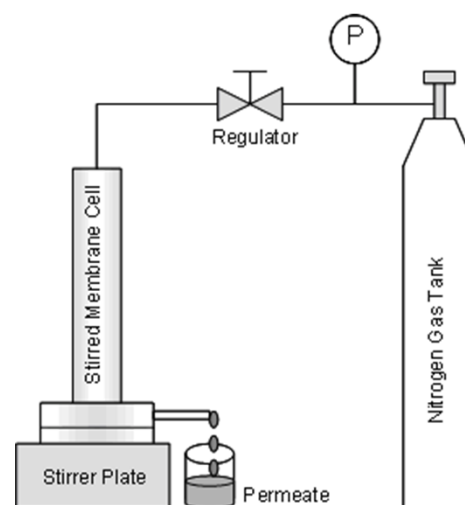 P
Regulator
Stirred Membrane Cell
Nitrogen Gas Tank
Stirrer Plate
Permeate